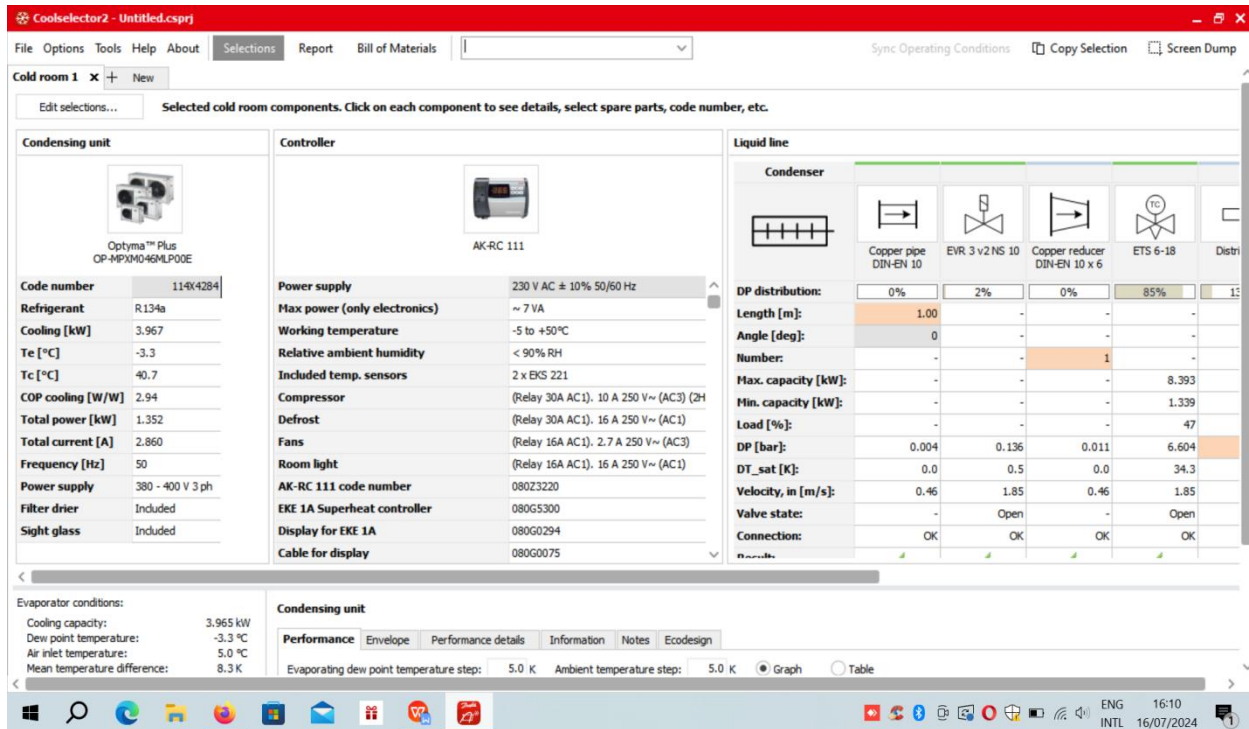 Coolselector2 - Untitled.csprj
File Options Tools Help About Selections Report Bill of Materials Sync Operating Conditions Copy Selection Screen Dump
Cold room 1 x + New
Edit selections... Selected cold room components. Click on each component to see details, select spare parts, code number, etc.
Condensing unit
Optyma™ Plus
OP-MPXM046MLP00E
Code number 114X4284
Refrigerant R134a
Cooling [kW] 3.967
Te [°C] -3.3
Tc [°C] 40.7
COP cooling [W/W] 2.94
Total power [kW] 1.352
Total current [A] 2.860
Frequency [Hz] 50
Power supply 380 - 400 V 3 ph
Filter drier Included
Sight glass Included
Controller
AK-RC 111
Power supply 230 V AC ± 10% 50/60 Hz
Max power (only electronics) ~ 7 VA
Working temperature -5 to +50°C
Relative ambient humidity < 90% RH
Included temp. sensors 2 x EKS 221
Compressor (Relay 30A AC1). 10 A 250 V~ (AC3) (2H
Defrost (Relay 30A AC1). 16 A 250 V~ (AC1)
Fans (Relay 16A AC1). 2.7 A 250 V~ (AC3)
Room light (Relay 16A AC1). 16 A 250 V~ (AC1)
AK-RC 111 code number 080Z3220
EKE 1A Superheat controller 080G5300
Display for EKE 1A 080G0294
Cable for display 080G0075
Liquid line
Condenser
TC
Copper pipe EVR 3 v2 NS 10 Copper reducer ETS 6-18 Distri
DIN-EN 10 DIN-EN 10 x 6
DP distribution: 0% 2% 0% 85% 13
Length [m]: 1.00 - - -
Angle [deg]: 0 - - -
Number: - - 1 -
Max. capacity [kW]: - - - 8.393
Min. capacity [kW]: - - - 1.339
Load [%]: - - - 47
DP [bar]: 0.004 0.136 0.011 6.604
DT_sat [K]: 0.0 0.5 0.0 34.3
Velocity, in [m/s]: 0.46 1.85 0.46 1.85
Valve state: - Open - Open
Connection: OK OK OK OK
Result:
Evaporator conditions:
Cooling capacity: 3.965 kW
Dew point temperature: -3.3 °C
Air inlet temperature: 5.0 °C
Mean temperature difference: 8.3 K
Condensing unit
Performance Envelope Performance details Information Notes Ecodesign
Evaporating dew point temperature step: 5.0 K Ambient temperature step: 5.0 K Graph Table
ENG 16:10
INTL 16/07/2024 1